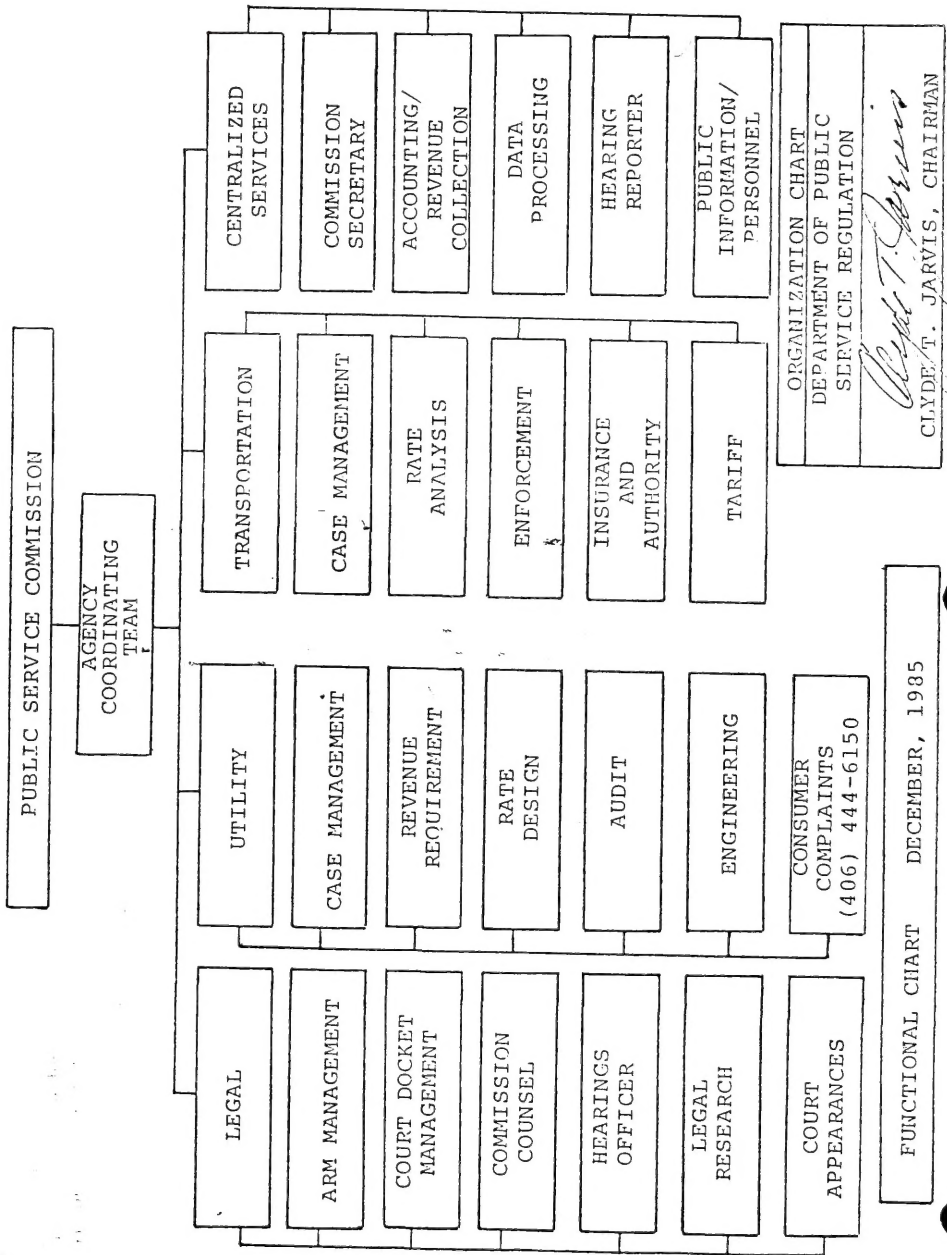 PUBLIC SERVICE COMMISSION
AGENCY
COORDINATING
TEAM
LEGAL
ARM MANAGEMENT
COURT DOCKET
MANAGEMENT
COMMISSION
COUNSEL
HEARINGS
OFFICER
LEGAL
RESEARCH
COURT
APPEARANCES
UTILITY
CASE MANAGEMENT
REVENUE
REQUIREMENT
RATE
DESIGN
AUDIT
ENGINEERING
CONSUMER
COMPLAINTS
(406) 444-6150
TRANSPORTATION
CASE MANAGEMENT
RATE
ANALYSIS
ENFORCEMENT
INSURANCE
AND
AUTHORITY
TARIFF
CENTRALIZED
SERVICES
COMMISSION
SECRETARY
ACCOUNTING/
REVENUE
COLLECTION
DATA
PROCESSING
HEARING
REPORTER
PUBLIC
INFORMATION/
PERSONNEL
FUNCTIONAL CHART DECEMBER, 1985
ORGANIZATION CHART
DEPARTMENT OF PUBLIC
SERVICE REGULATION
Clyde T. Jarvis
CLYDE T. JARVIS, CHAIRMAN